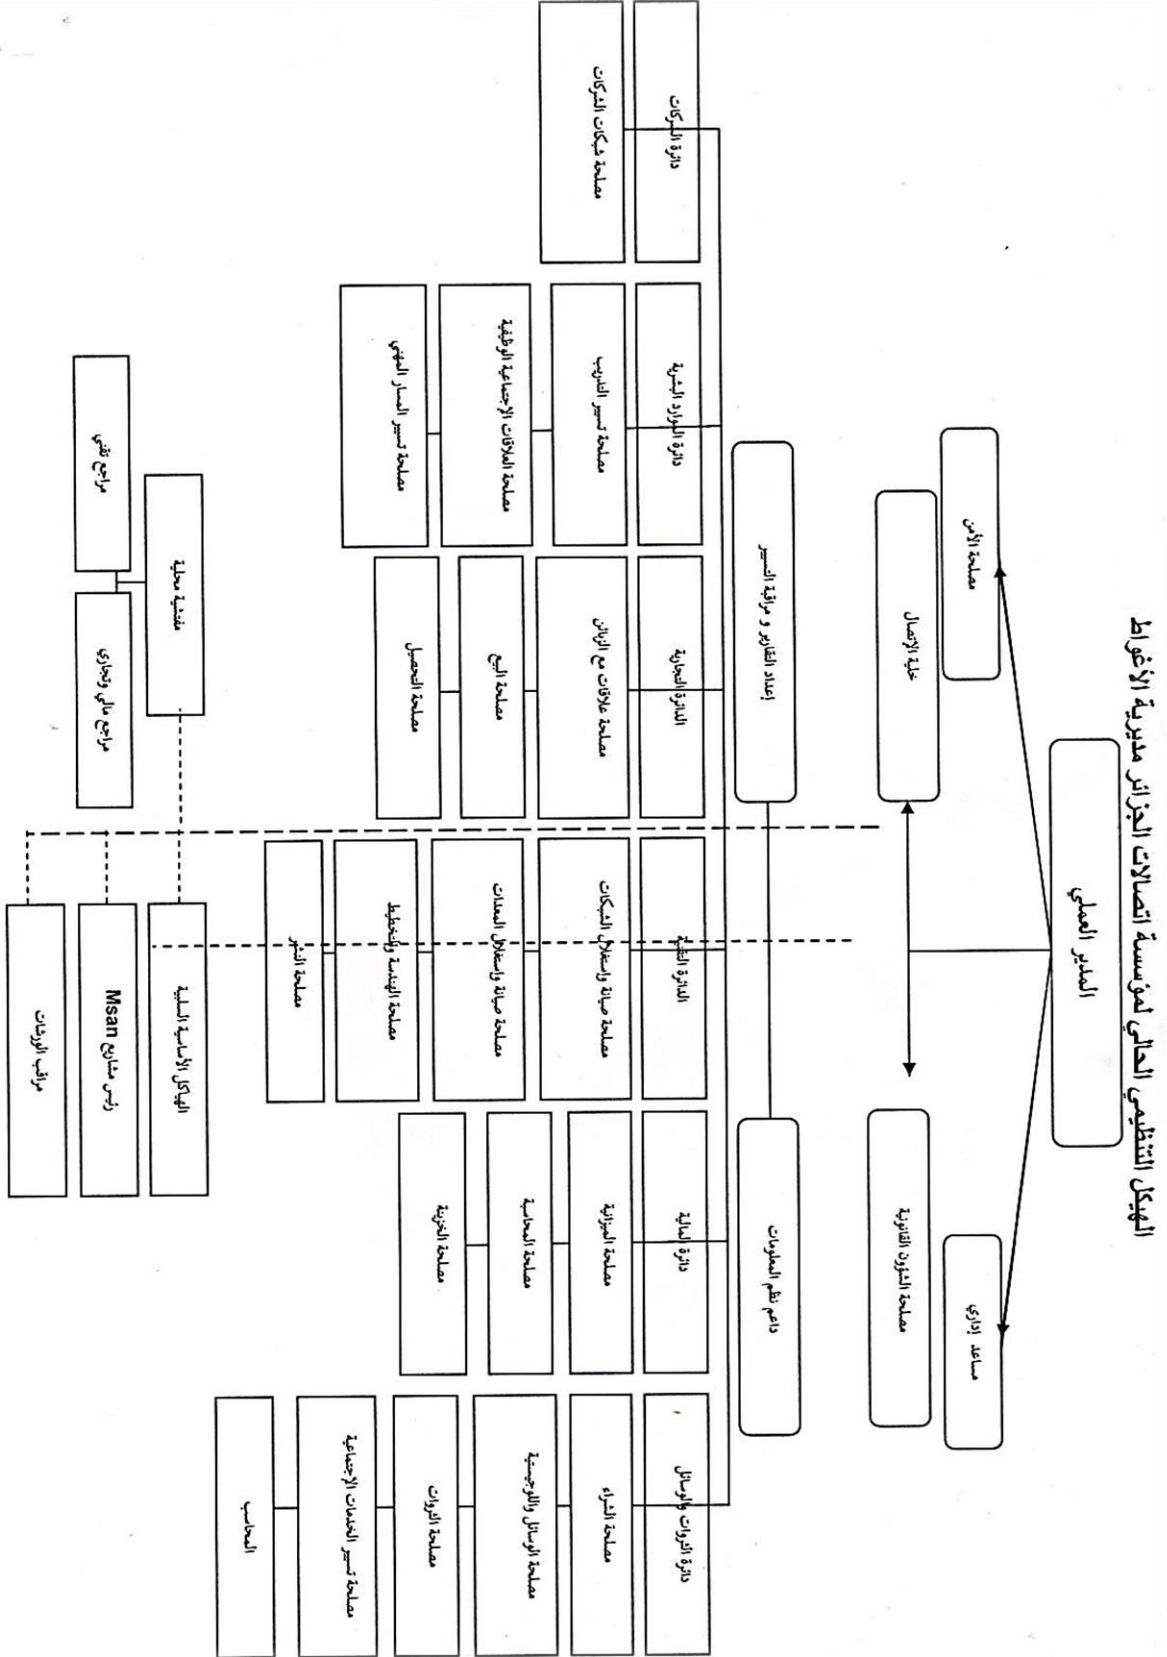 الهيكل التنظيمي الحالي لمؤسسة اتصالات الجزائر مديرية الأغواط
المدير العملي
مصلحة الأمن
مساعد إداري
خلية الإتصال
مصلحة الشؤون القانونية
إعداد التقارير و مراقبة التسيير
داعم نظم المعلومات
دائرة الشركات
مصلحة شبكات الشركات
دائرة الموارد البشرية
مصلحة تسيير التدريب
مصلحة العلاقات الإجتماعية الوظيفية
مصلحة تسيير المسار المهني
الدائرة التجارية
مصلحة علاقات مع الزبائن
مصلحة البيع
مصلحة التحصيل
الدائرة التقنية
مصلحة صيانة واستغلال الشبكات
مصلحة صيانة واستغلال المعدات
مصلحة الهندسة والتخطيط
مصلحة النشر
دائرة المالية
مصلحة الميزانية
مصلحة المحاسبة
مصلحة الخزينة
دائرة الثروات والوسائل
مصلحة الشراء
مصلحة الوسائل واللوجيستية
مصلحة الثروات
مصلحة تسيير الخدمات الإجتماعية
المحاسب
مفتشية محلية
مراجع تقني
مراجع مالي وتجاري
الهياكل الأساسية السلبية
رئيس مشاريع Msan
مراقب الورشات